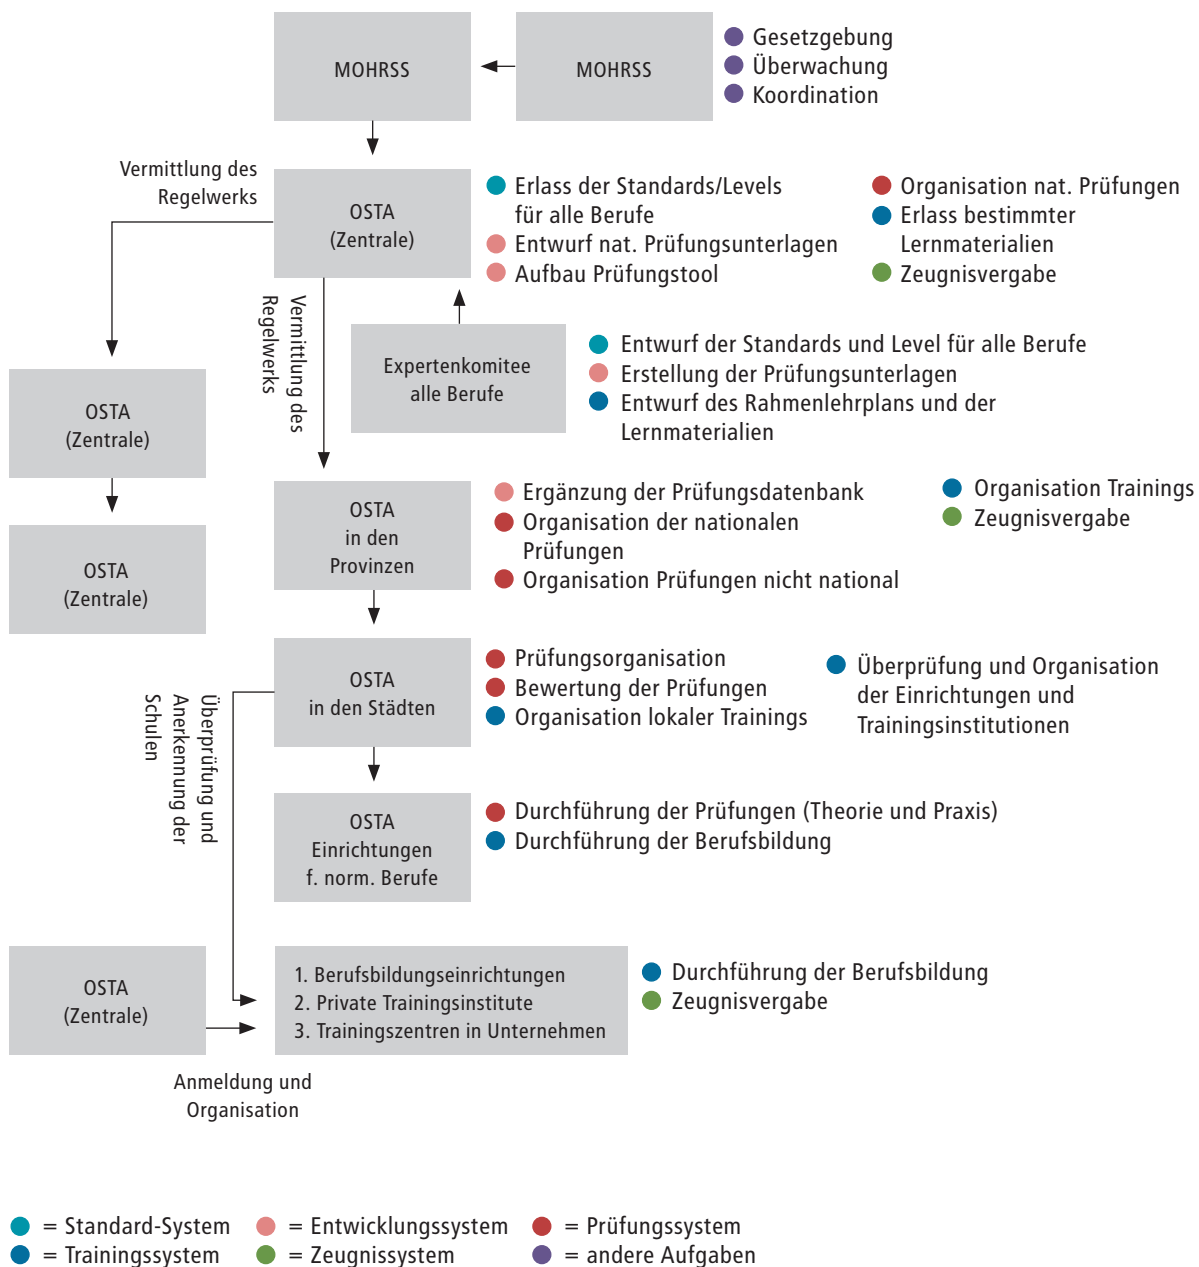 MOHRSS
MOHRSS
Gesetzgebung
Überwachung
Koordination
Vermittlung des
Regelwerks
OSTA
(Zentrale)
Erlass der Standards/Levels
für alle Berufe
Entwurf nat. Prüfungsunterlagen
Aufbau Prüfungstool
Organisation nat. Prüfungen
Erlass bestimmter
Lernmaterialien
Zeugnisvergabe
Vermittlung des
Regelwerks
Expertenkomitee
alle Berufe
Entwurf der Standards und Level für alle Berufe
Erstellung der Prüfungsunterlagen
Entwurf des Rahmenlehrplans und der
Lernmaterialien
OSTA
(Zentrale)
OSTA
(Zentrale)
OSTA
in den
Provinzen
Ergänzung der Prüfungsdatenbank
Organisation der nationalen
Prüfungen
Organisation Prüfungen nicht national
Organisation Trainings
Zeugnisvergabe
OSTA
in den Städten
Prüfungsorganisation
Bewertung der Prüfungen
Organisation lokaler Trainings
Überprüfung und Organisation
der Einrichtungen und
Trainingsinstitutionen
Überprüfung und
Anerkennung der
Schulen
OSTA
Einrichtungen
f. norm. Berufe
Durchführung der Prüfungen (Theorie und Praxis)
Durchführung der Berufsbildung
OSTA
(Zentrale)
1. Berufsbildungseinrichtungen
2. Private Trainingsinstitute
3. Trainingszentren in Unternehmen
Durchführung der Berufsbildung
Zeugnisvergabe
Anmeldung und
Organisation
= Standard-System = Entwicklungssystem = Prüfungssystem
= Trainingssystem = Zeugnissystem = andere Aufgaben